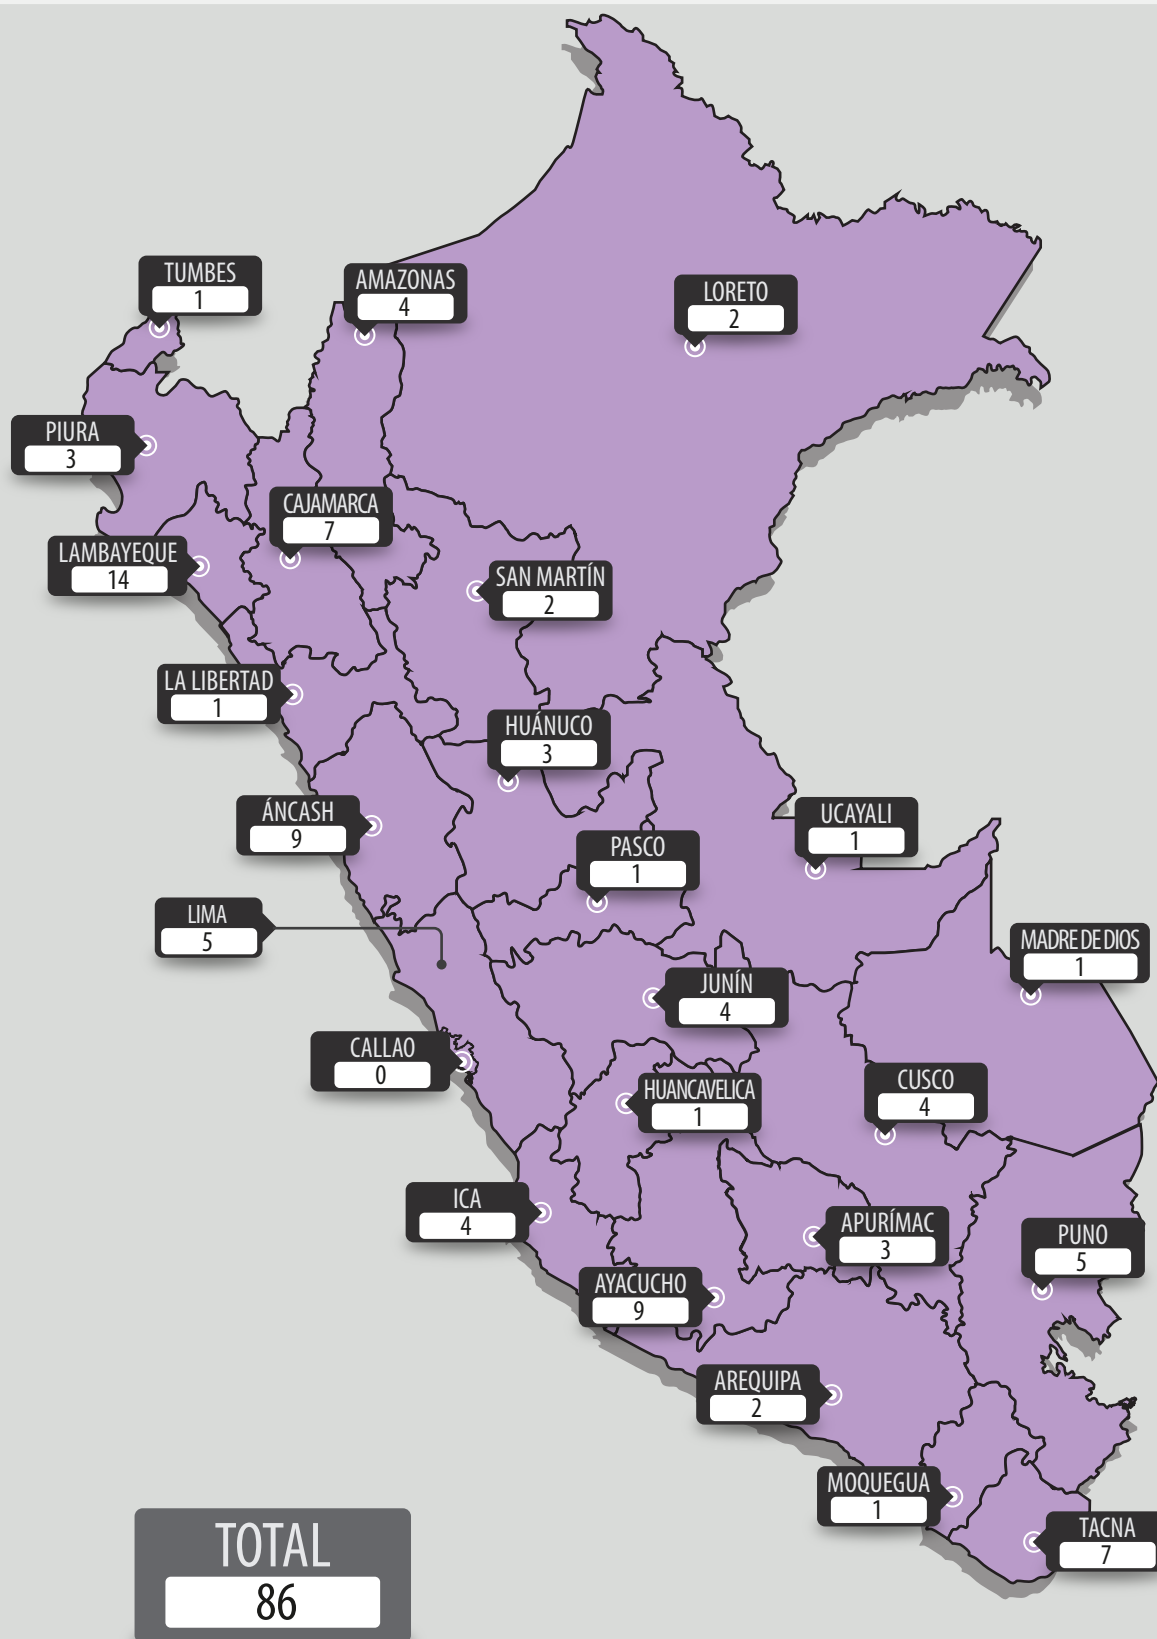 TUMBES
1
AMAZONAS
4
LORETO
2
PIURA
3
CAJAMARCA
7
LAMBAYEQUE
14
SAN MARTÍN
2
LA LIBERTAD
1
HUÁNUCO
3
ÁNCASH
9
UCAYALI
1
PASCO
1
LIMA
5
MADRE DE DIOS
1
JUNÍN
4
CALLAO
0
HUANCAVELICA
1
CUSCO
4
ICA
4
APURÍMAC
3
PUNO
5
AYACUCHO
9
AREQUIPA
2
MOQUEGUA
1
TACNA
7
TOTAL
86